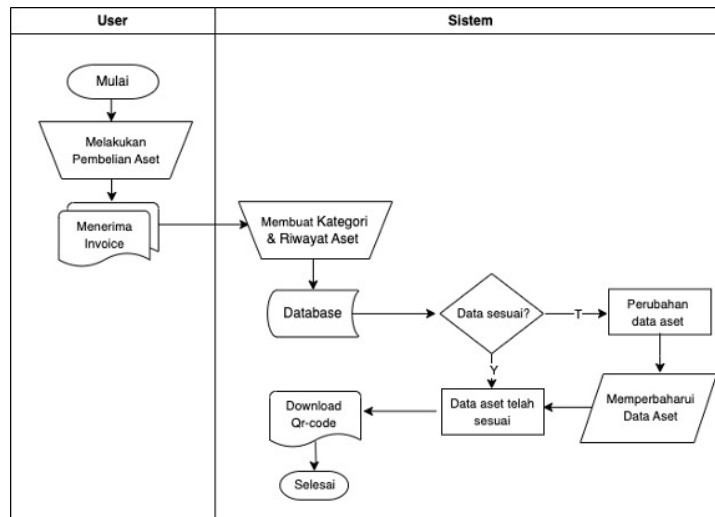 User
Sistem
Mulai
Melakukan
Pembelian Aset
Menerima
Invoice
Membuat Kategori
& Riwayat Aset
Database
Data sesuai?
T
Perubahan
data aset
Y
Memperbaharui
Data Aset
Data aset telah
sesuai
Download
Qr-code
Selesai